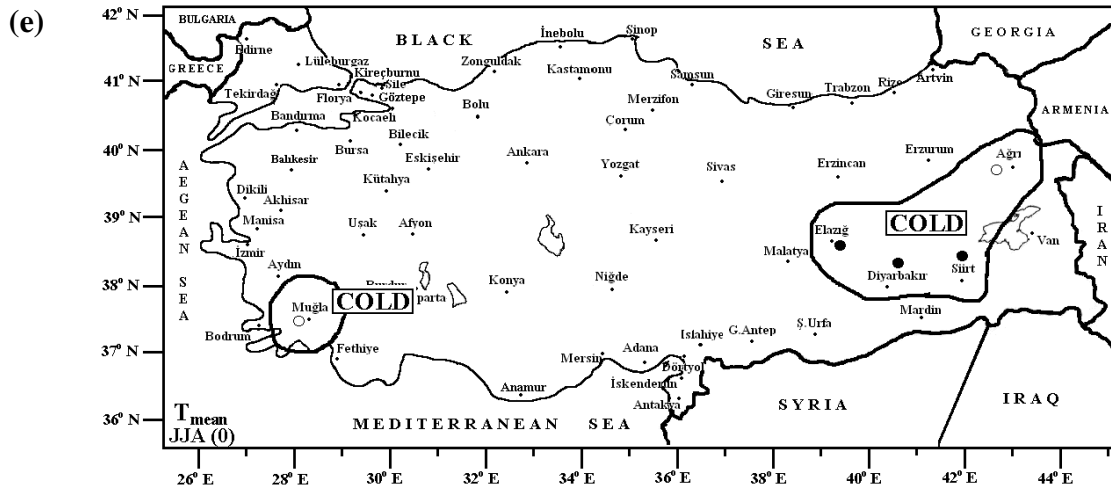 (e)
42° N
41° N
40° N
39° N
38° N
37° N
36° N
BULGARIA
GREECE
BLACK SEA
GEORGIA
ARMENIA
IRAN
IRAQ
SYRIA
MEDITERRANEAN SEA
AEGEAN SEA
Edirne
Lüleburgaz
Kireçburnu
Şile
Tekirdağ
Florya
Göztepe
Kocaeli
Bandırma
Bursa
Bilecik
Zonguldak
Bolu
İnebolu
Kastamonu
Sinop
Samsun
Merzifon
Çorum
Giresun
Trabzon
Rize
Artvin
Balıkesir
Eskişehir
Kütahya
Ankara
Yozgat
Sivas
Erzincan
Erzurum
Ağrı
Dikili
Akhisar
Manisa
İzmir
Uşak
Afyon
Kayseri
Malatya
Elazığ
COLD
Diyarbakır
Siirt
Van
Aydın
Muğla
COLD
parta
Konya
Niğde
Mardin
Bodrum
Fethiye
Anamur
Mersin
Adana
Islahiye
G.Antep
Ş.Urfa
Dörtyol
İskenderun
Antakya
Tmean
JJA (0)
26° E 28° E 30° E 32° E 34° E 36° E 38° E 40° E 42° E 44° E